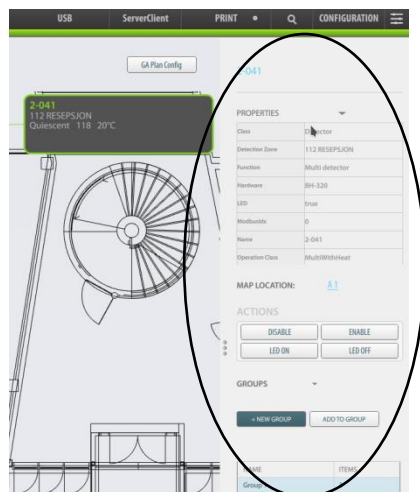 USB ServerClient PRINT CONFIGURATION
GA Plan Config
2-041
2-041
112 RESEPSJON
Quiescent 118 20°C
PROPERTIES
Class Detector
Detection Zone 112 RESEPSJON
Function Multi detector
Hardware BH-320
LED true
ModbusIdx 0
Name 2-041
Operation Class MultiWithHeat
MAP LOCATION: A 1
ACTIONS
DISABLE ENABLE
LED ON LED OFF
GROUPS
+ NEW GROUP ADD TO GROUP
NAME ITEMS
Group